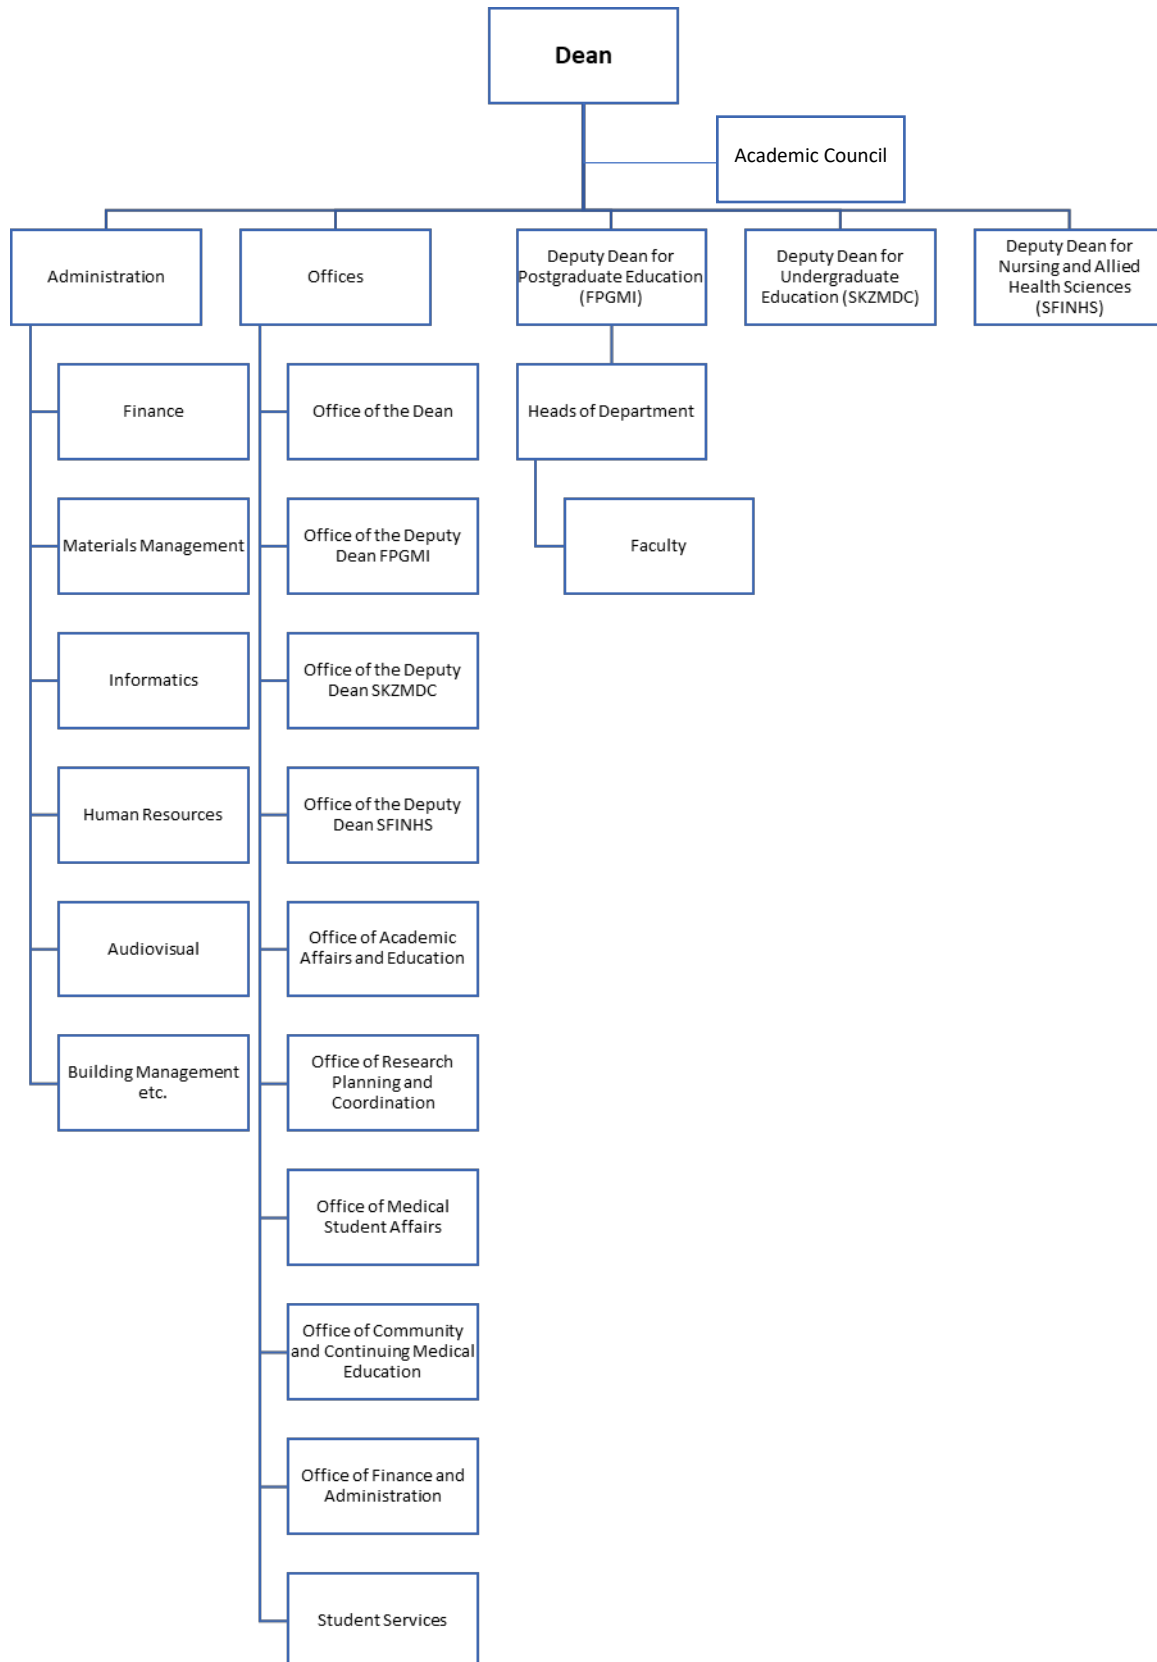 Dean
Academic Council
Administration
Offices
Deputy Dean for
Postgraduate Education
(FPGMI)
Deputy Dean for
Undergraduate
Education (SKZMDC)
Deputy Dean for
Nursing and Allied
Health Sciences
(SFINHS)
Finance
Office of the Dean
Heads of Department
Materials Management
Office of the Deputy
Dean FPGMI
Faculty
Informatics
Office of the Deputy
Dean SKZMDC
Human Resources
Office of the Deputy
Dean SFINHS
Audiovisual
Office of Academic
Affairs and Education
Building Management
etc.
Office of Research
Planning and
Coordination
Office of Medical
Student Affairs
Office of Community
and Continuing Medical
Education
Office of Finance and
Administration
Student Services